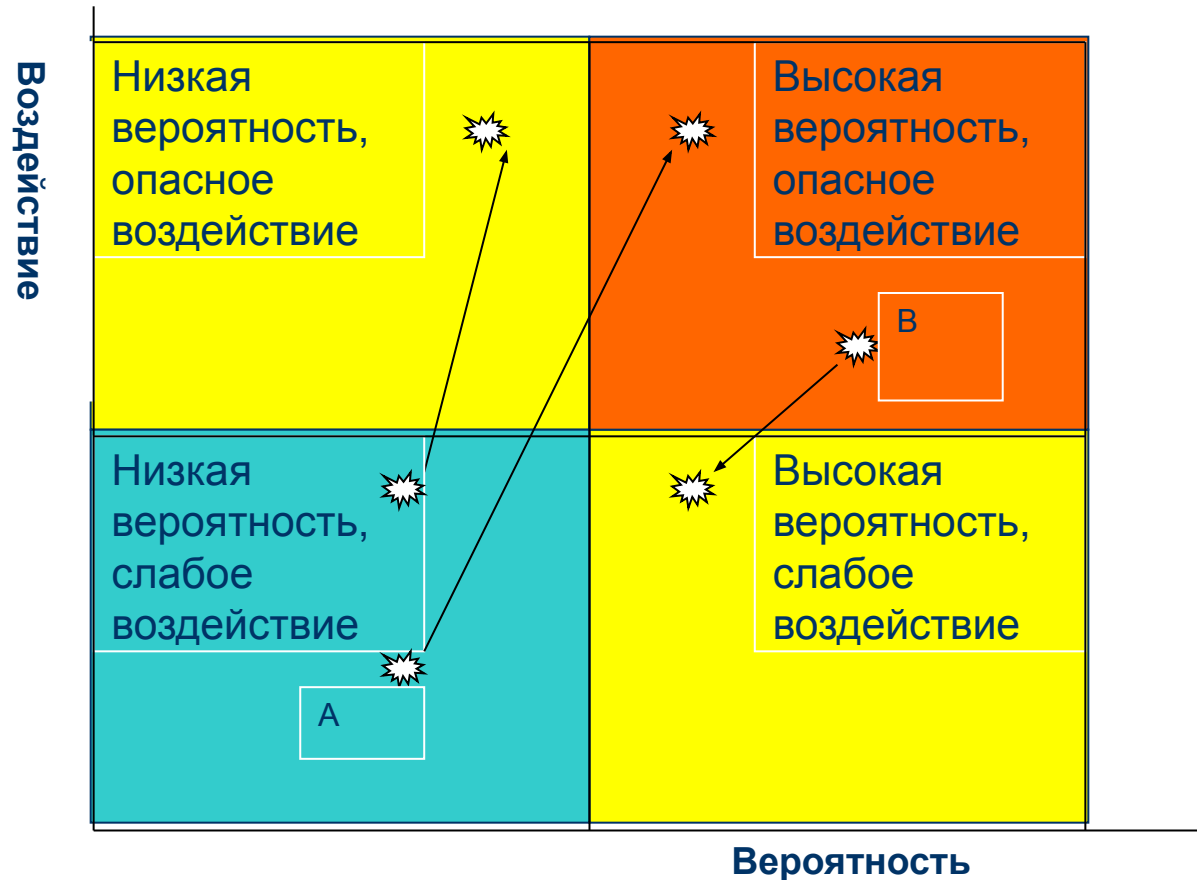 Воздействие
Низкая
вероятность,
опасное
воздействие
Высокая
вероятность,
опасное
воздействие
B
Низкая
вероятность,
слабое
воздействие
Высокая
вероятность,
слабое
воздействие
A
Вероятность